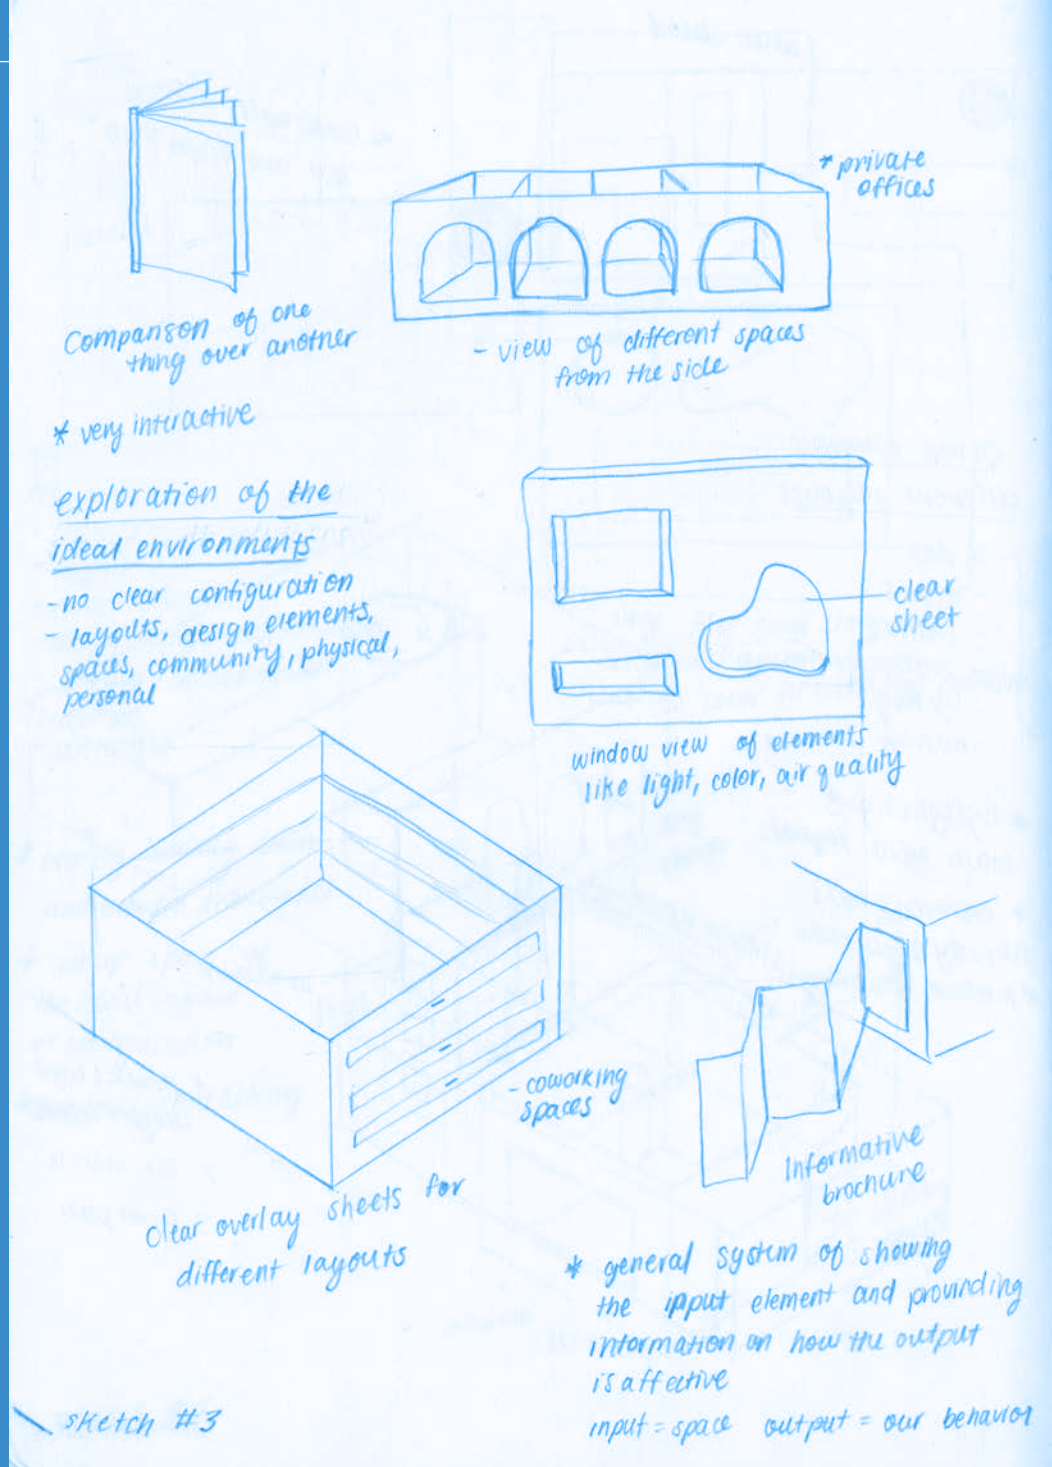 * private
offices
Comparison of one
thing over another
- view of different spaces
from the side
* very interactive
exploration of the
ideal environments
- no clear configuration
- layouts, design elements,
spaces, community, physical,
personal
clear
sheet
window view of elements
like light, color, air quality
- coworking
spaces
clear overlay sheets for
different layouts
Informative
brochure
* general system of showing
the input element and provinding
information on how the output
is affective
input = space output = our behavior
sketch #3